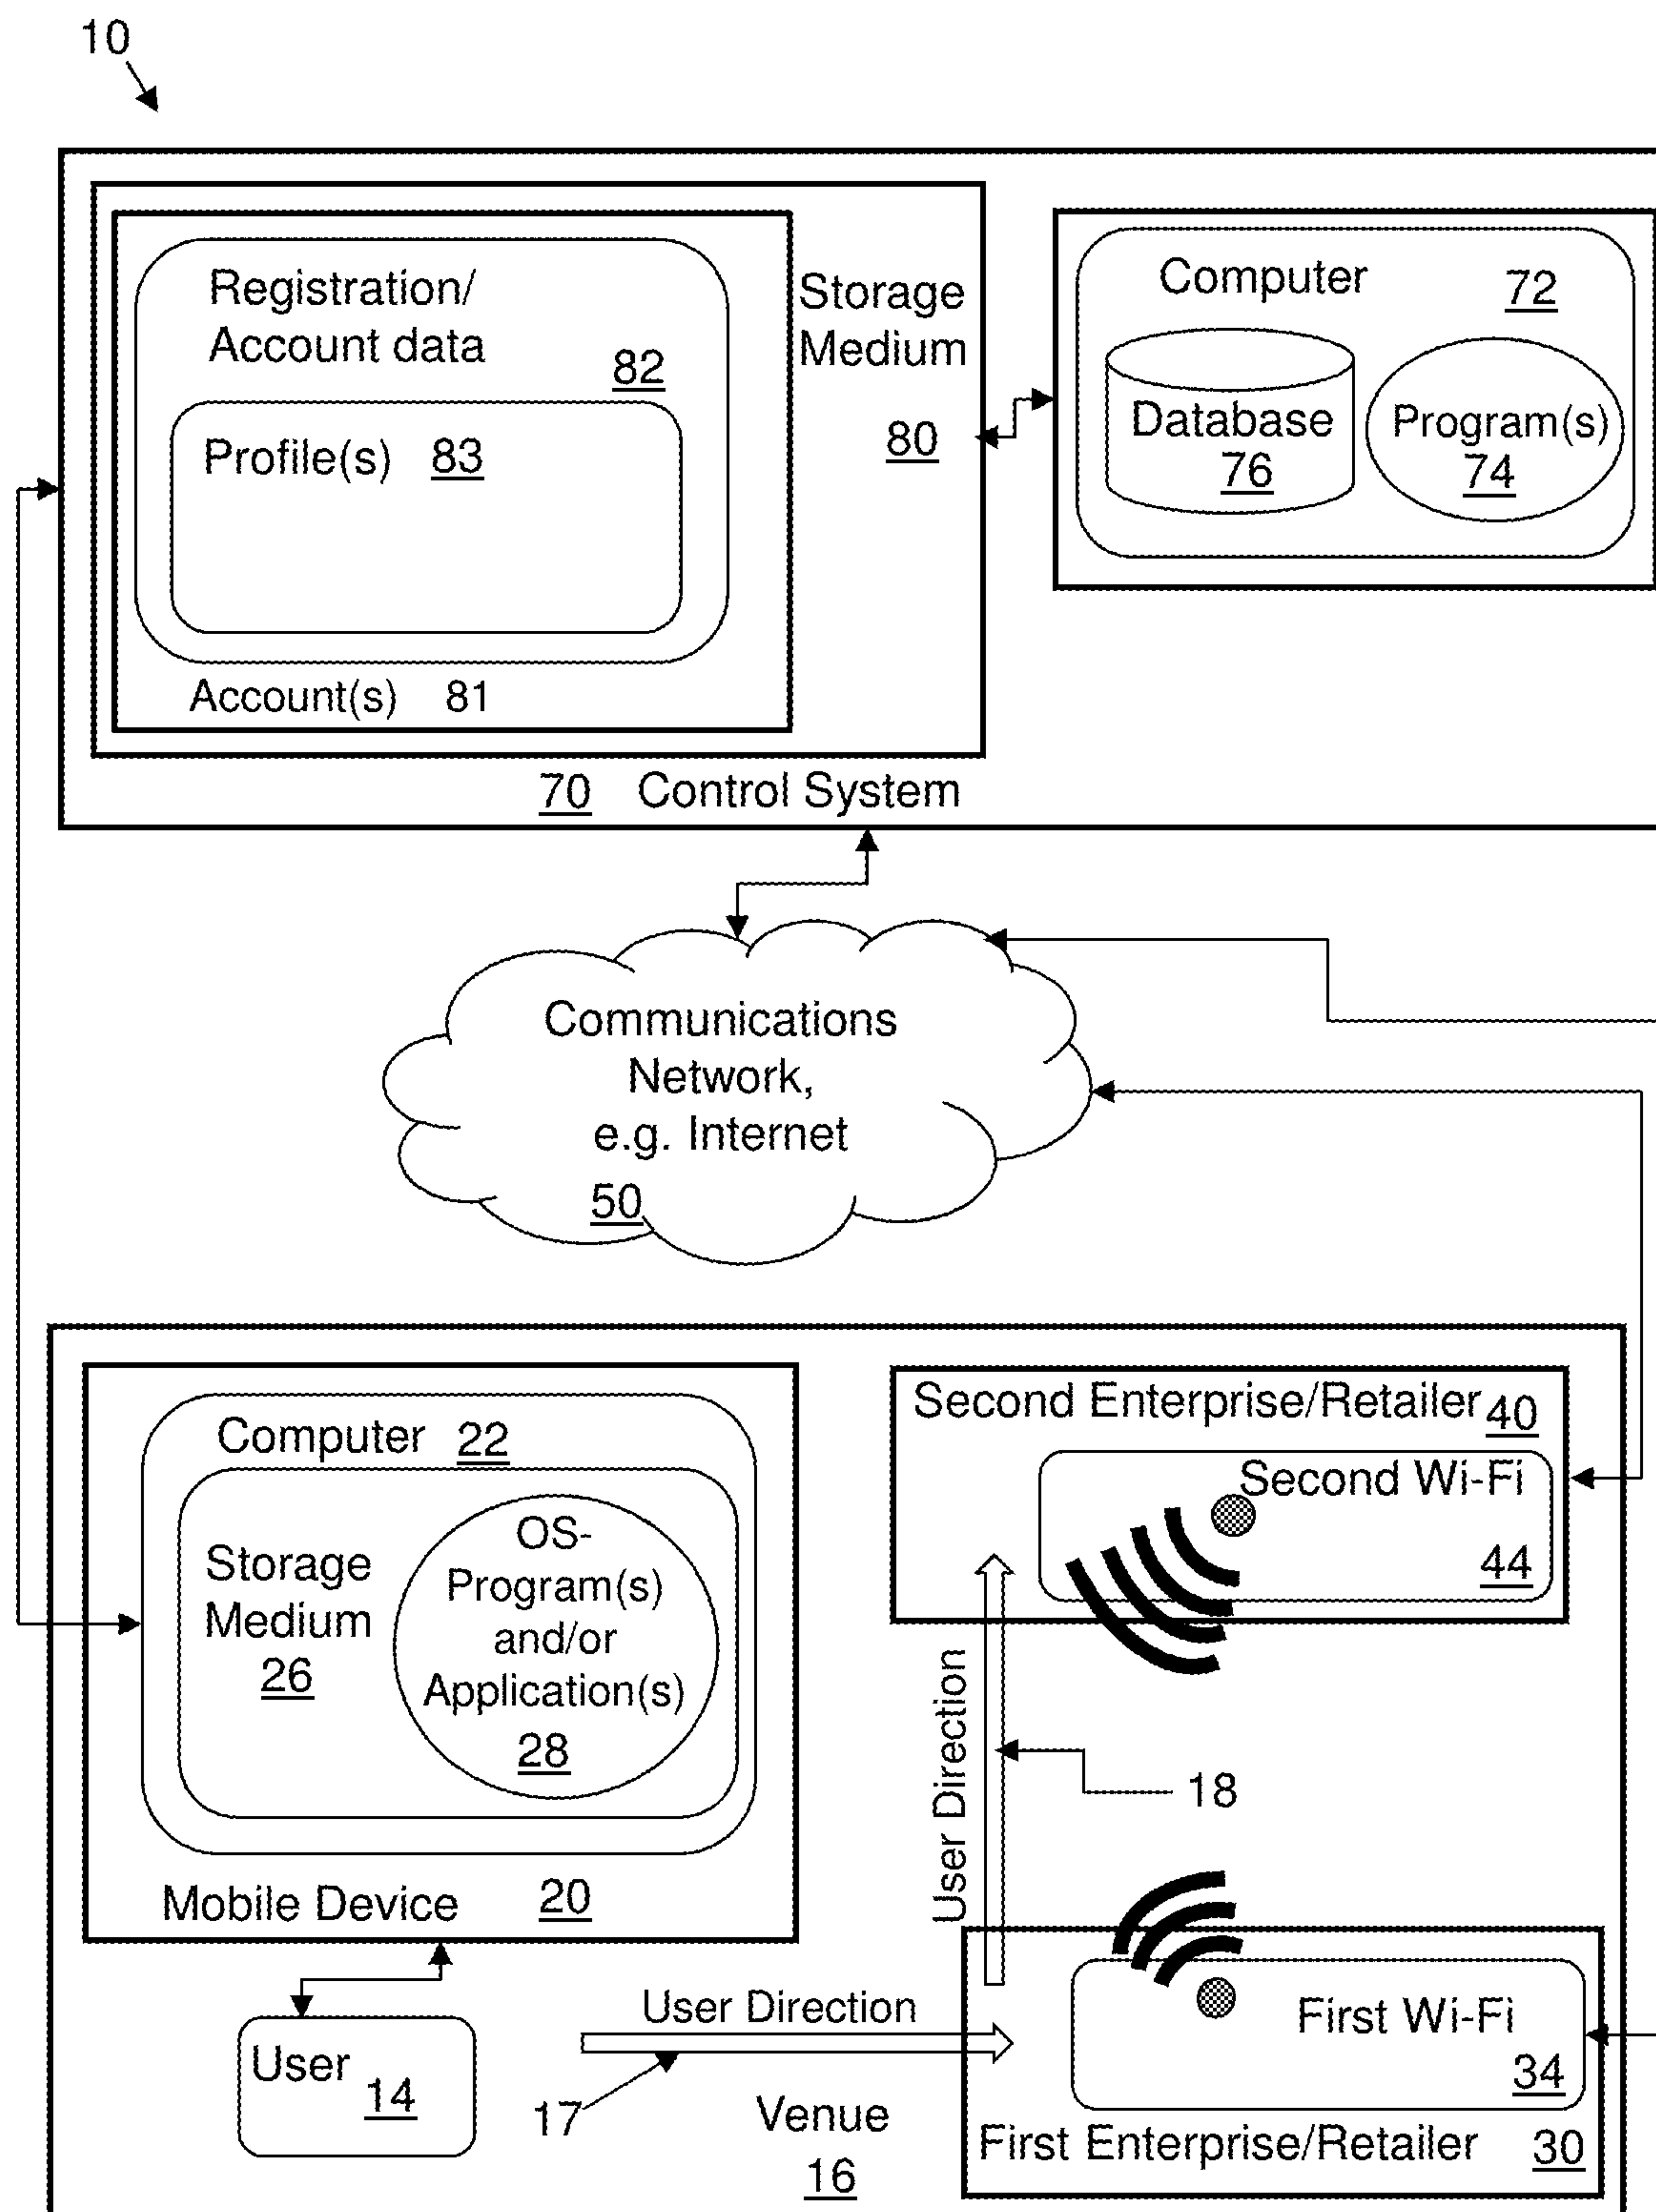 10
Registration/
Account data
82
Profile(s) 83
Account(s) 81
Storage
Medium
80
Computer 72
Database
76
Program(s)
74
70 Control System
Communications
Network,
e.g. Internet
50
Computer 22
Storage
Medium
26
OS-
Program(s)
and/or
Application(s)
28
Mobile Device 20
User
14
Second Enterprise/Retailer 40
Second Wi-Fi
44
User Direction
18
User Direction
17
Venue
16
First Wi-Fi
34
First Enterprise/Retailer 30